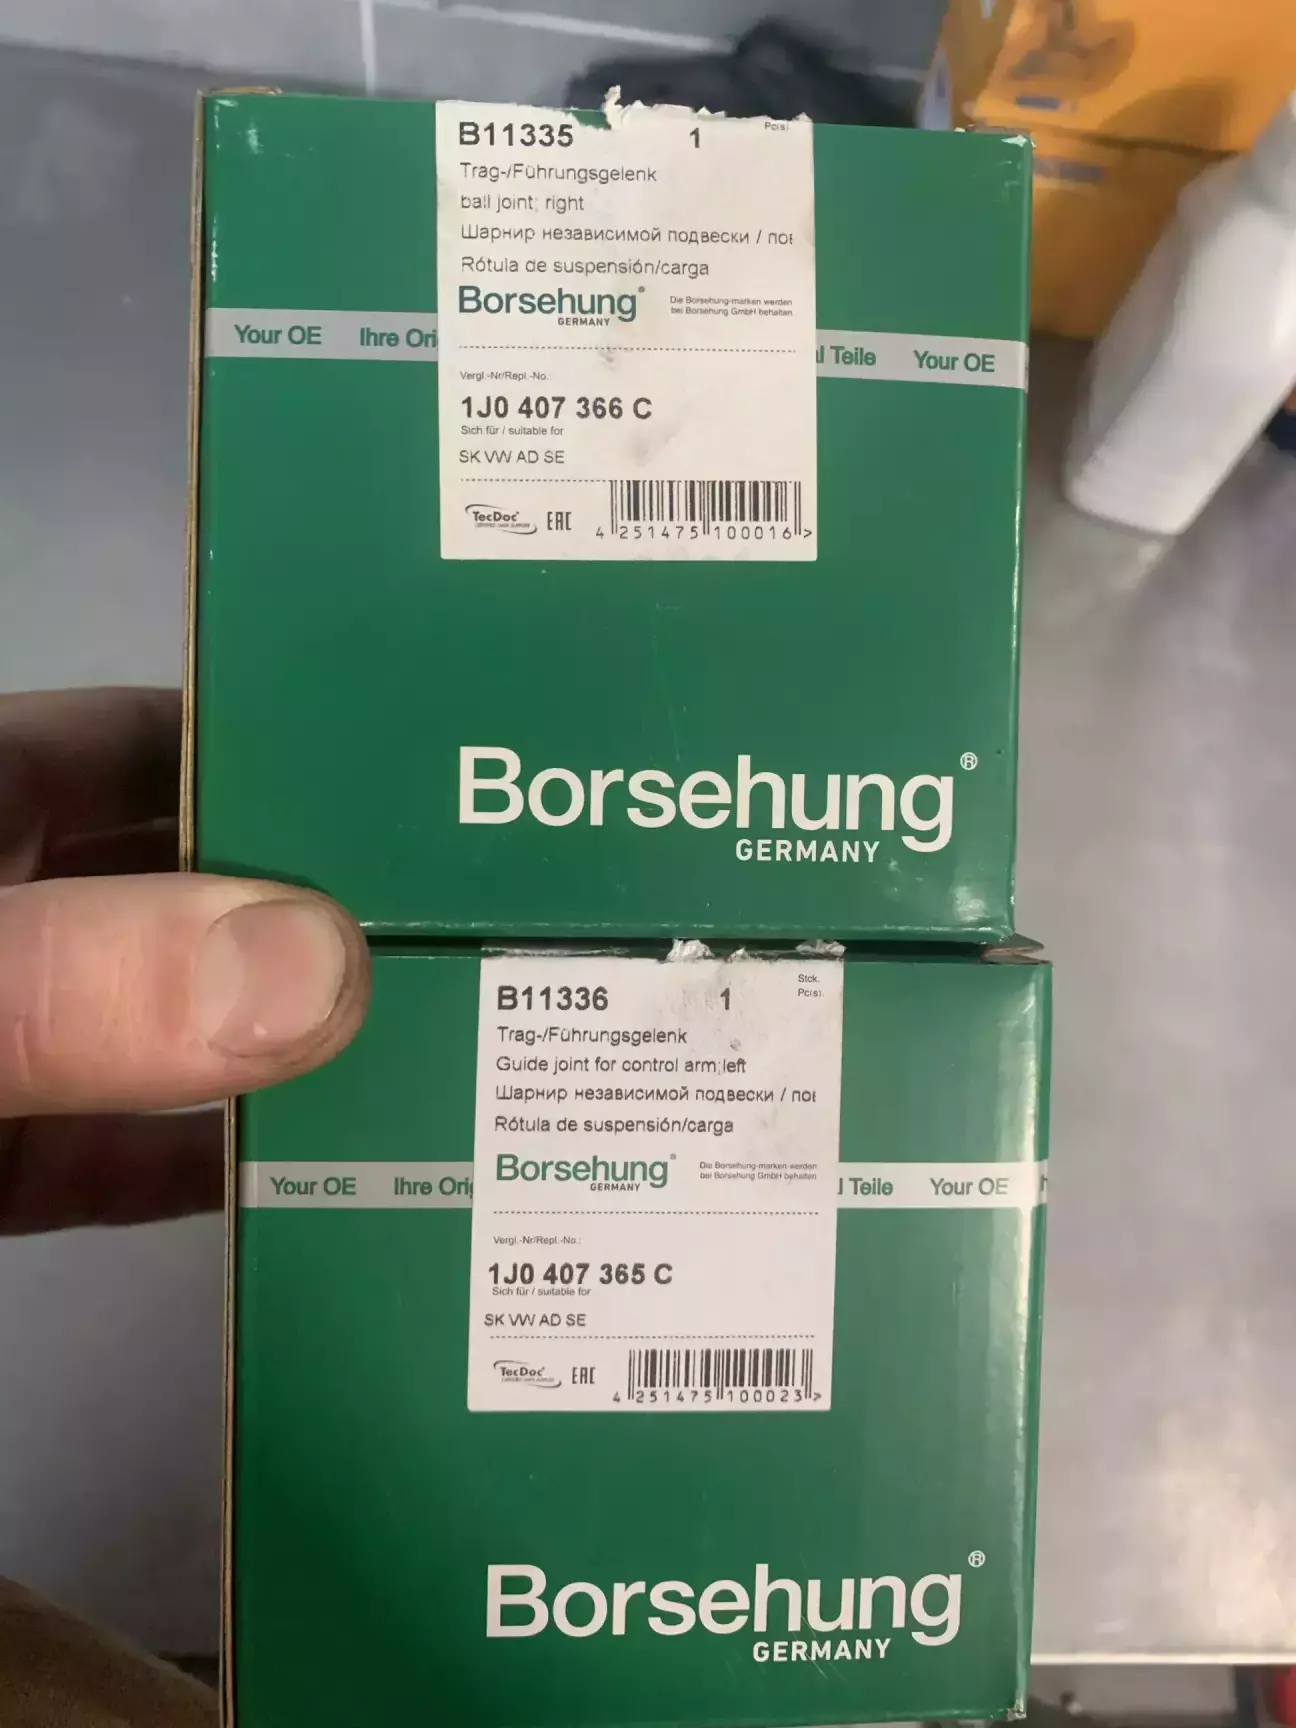 B11335 1 Pc(s)
Trag-/Führungsgelenk
ball joint; right
Шарнир независимой подвески / пов
Rótula de suspensión/carga
Borsehung®
GERMANY
Die Borsehung-marken werden
bei Borsehung GmbH behalten
Your OE Ihre Ori l Teile Your OE
Vergl.-Nr/Repl.-No.:
1J0 407 366 C
Sich für / suitable for
SK VW AD SE
TecDoc EAC
4 251475 100016 >
Borsehung®
GERMANY
B11336 1 Stck.
Pc(s).
Trag-/Führungsgelenk
Guide joint for control arm;left
Шарнир независимой подвески / пов
Rótula de suspensión/carga
Borsehung®
GERMANY
Die Borsehung-marken werden
bei Borsehung GmbH behalten
Your OE Ihre Orig l Teile Your OE
Vergl.-Nr/Repl.-No.:
1J0 407 365 C
Sich für / suitable for
SK VW AD SE
TecDoc EAC
4 251475 100023 >
Borsehung®
GERMANY